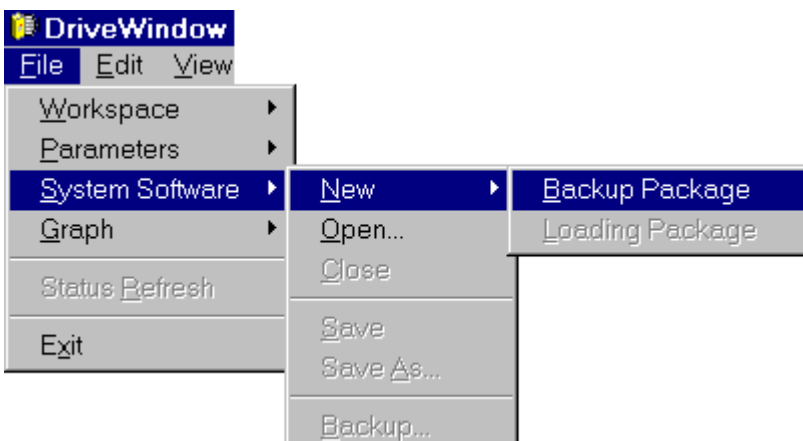 DriveWindow
File Edit View
Workspace
Parameters
System Software
Graph
Status Refresh
Exit
New
Open...
Close
Save
Save As...
Backup...
Backup Package
Loading Package